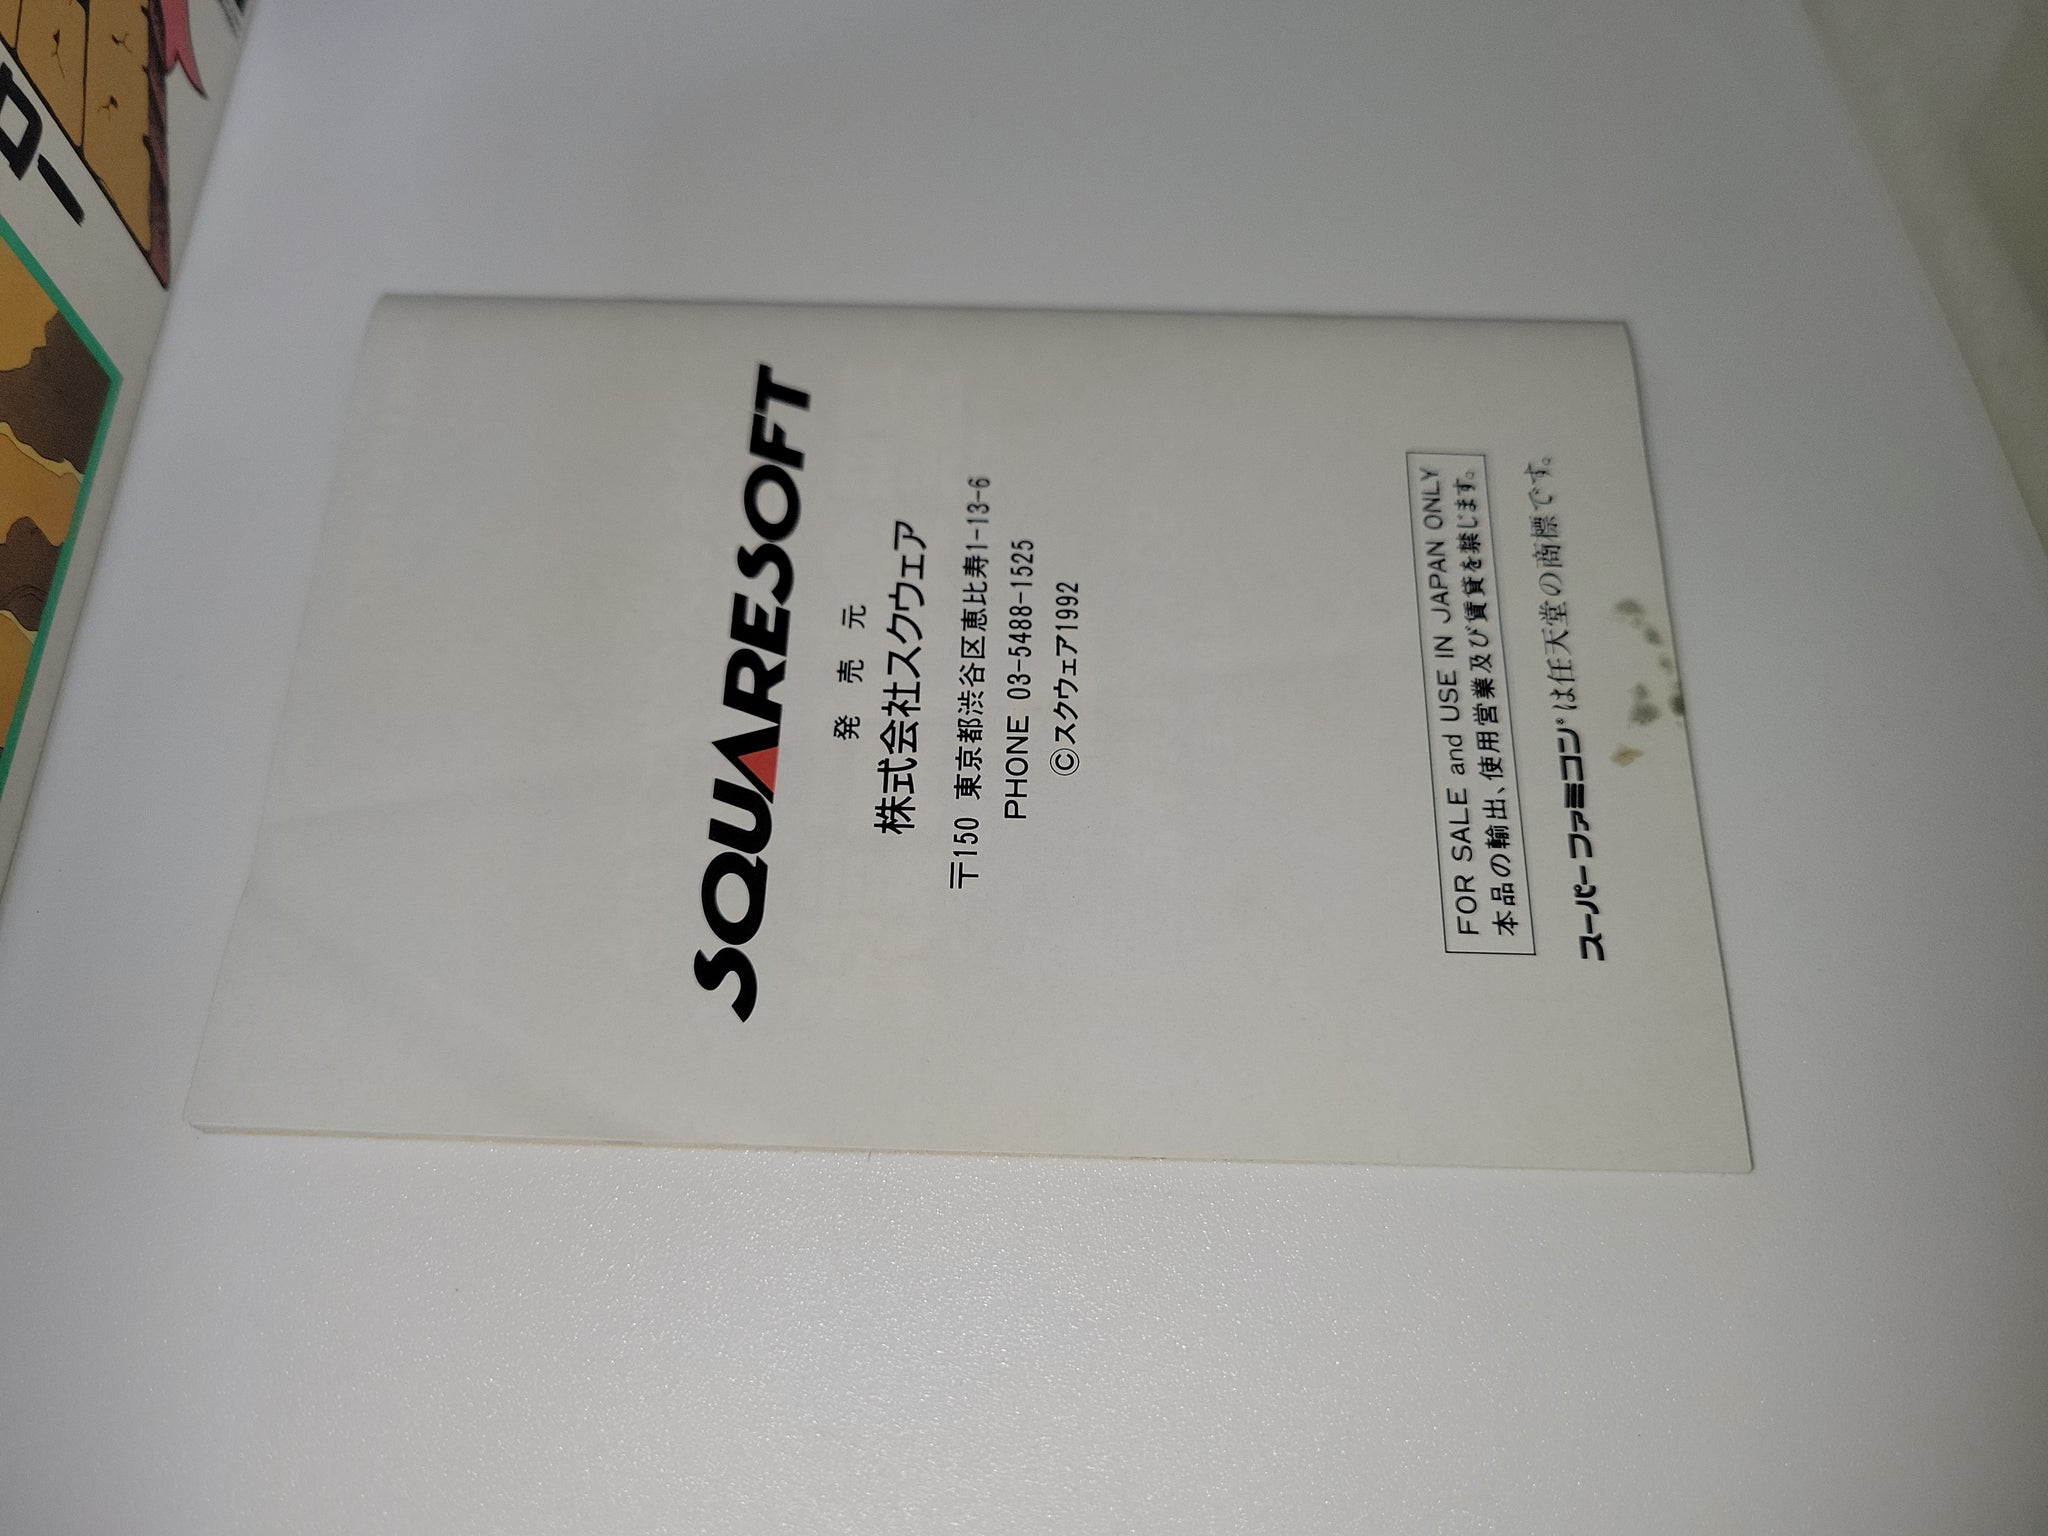 SQUARESOFT
発売元
株式会社スクウェア
〒150 東京都渋谷区恵比寿1-13-6
PHONE 03-5488-1525
©スクウェア1992
FOR SALE and USE IN JAPAN ONLY
本品の輸出、使用営業及び賃貸を禁じます。
スーパーファミコン®は任天堂の商標です。